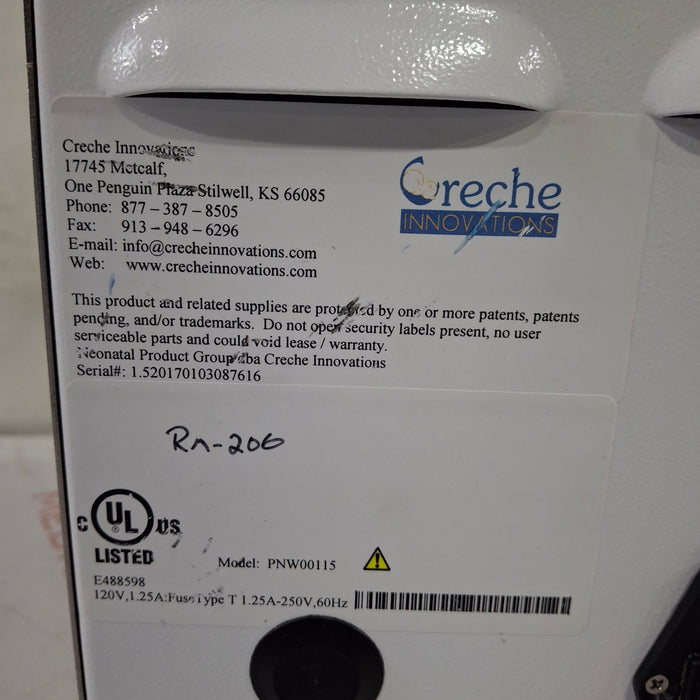 Creche Innovations
17745 Metcalf,
One Penguin Plaza Stilwell, KS 66085
Phone: 877 – 387 – 8505
Fax: 913 – 948 – 6296
E-mail: info@crecheinnovations.com
Web: www.crecheinnovations.com
Creche
INNOVATIONS
This product and related supplies are protected by one or more patents, patents
pending, and/or trademarks. Do not open security labels present, no user
serviceable parts and could void lease / warranty.
Neonatal Product Group dba Creche Innovations
Serial#: 1.520170103087616
Rm-206
C UL US
®
LISTED
Model: PNW00115
E488598
120V,1.25A:Fuse Type T 1.25A-250V,60Hz